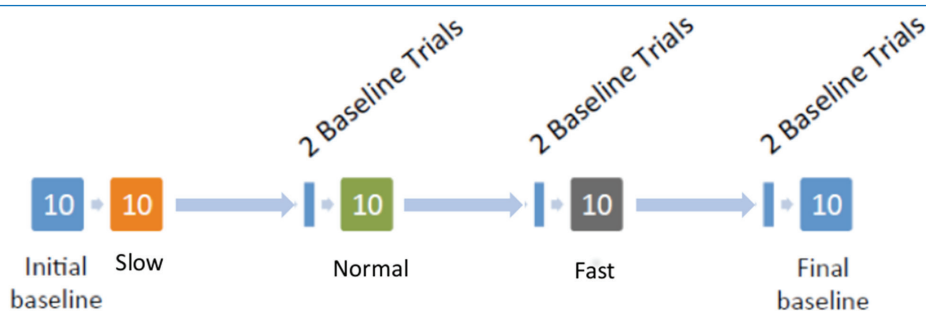 2 Baseline Trials
2 Baseline Trials
2 Baseline Trials
10
10
10
10
10
Initial
baseline
Slow
Normal
Fast
Final
baseline